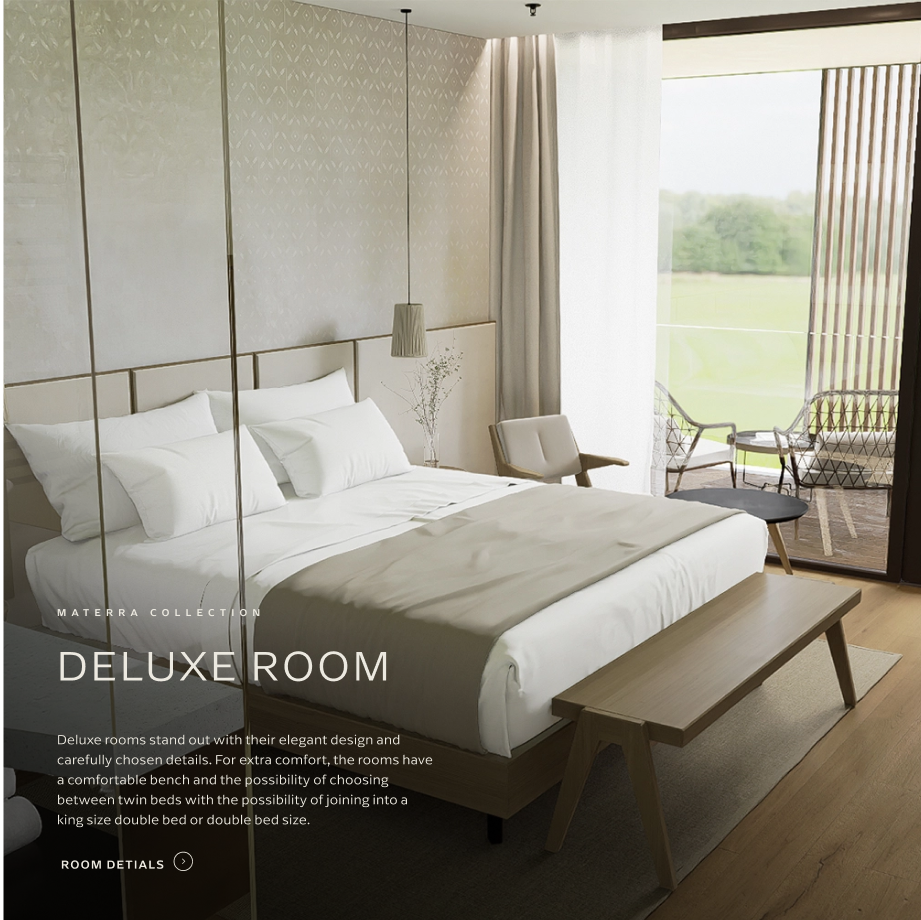 MATERRA COLLECTION
DELUXE ROOM
Deluxe rooms stand out with their elegant design and
carefully chosen details. For extra comfort, the rooms have
a comfortable bench and the possibility of choosing
between twin beds with the possibility of joining into a
king size double bed or double bed size.
ROOM DETIALS